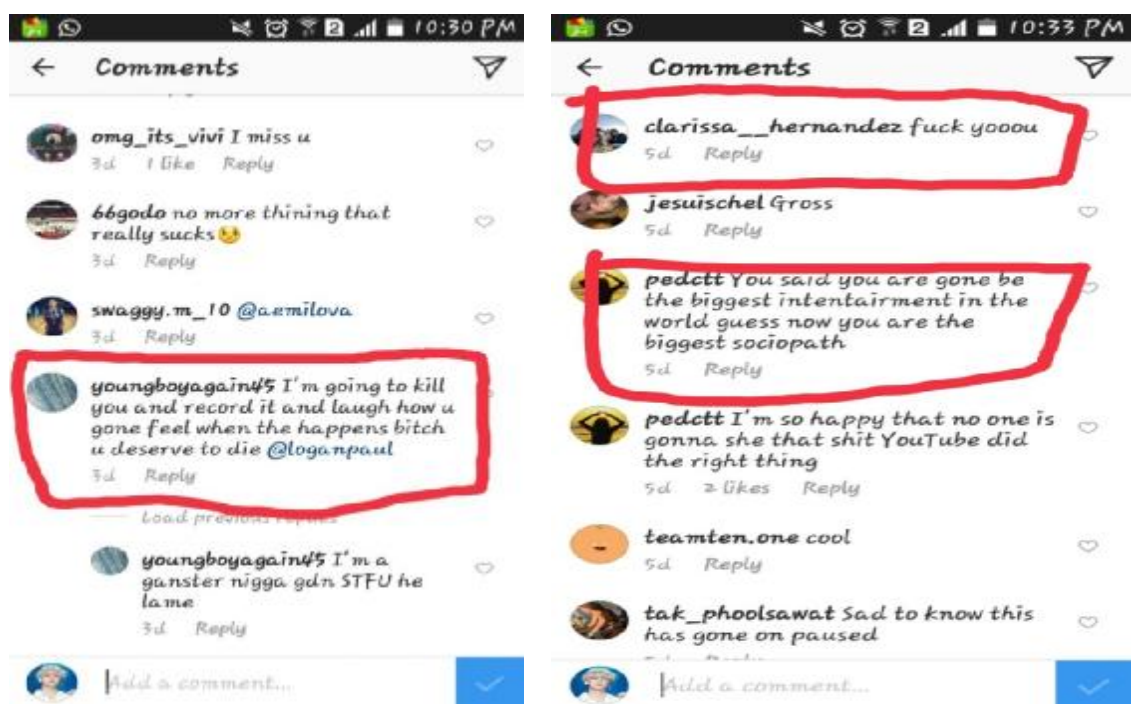 10:30 PM
Comments
omg_its_vivi I miss u
3d 1 like Reply
66godo no more thining that
really sucks😥
3d Reply
swaggy.m_10 @aemilova
3d Reply
youngboyagain45 I'm going to kill
you and record it and laugh how u
gone feel when the happens bitch
u deserve to die @loganpaul
3d Reply
Load previous replies
youngboyagain45 I'm a
ganster nigga gdn STFU he
lame
3d Reply
Add a comment...
10:33 PM
Comments
clarissa__hernandez fuck yooou
5d Reply
jesuischel Gross
5d Reply
pedctt You said you are gone be
the biggest intentairment in the
world guess now you are the
biggest sociopath
5d Reply
pedctt I'm so happy that no one is
gonna she that shit YouTube did
the right thing
5d 2 likes Reply
teamten.one cool
5d Reply
tak_phoolsawat Sad to know this
has gone on paused
Add a comment...